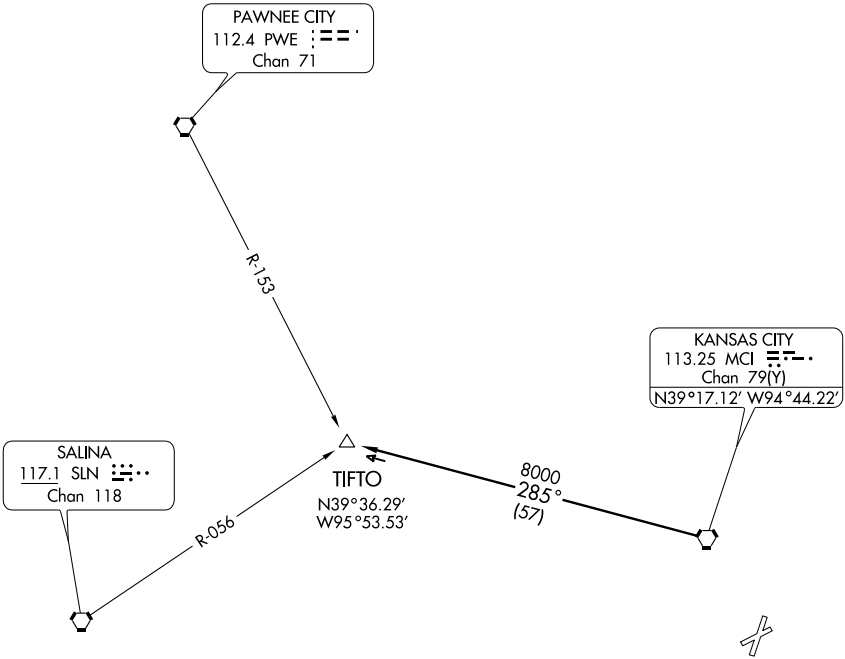 PAWNEE CITY
112.4 PWE
Chan 71
R-153
KANSAS CITY
113.25 MCI
Chan 79(Y)
N39°17.12' W94°44.22'
SALINA
117.1 SLN
Chan 118
R-056
TIFTO
N39°36.29'
W95°53.53'
8000
285°
(57)